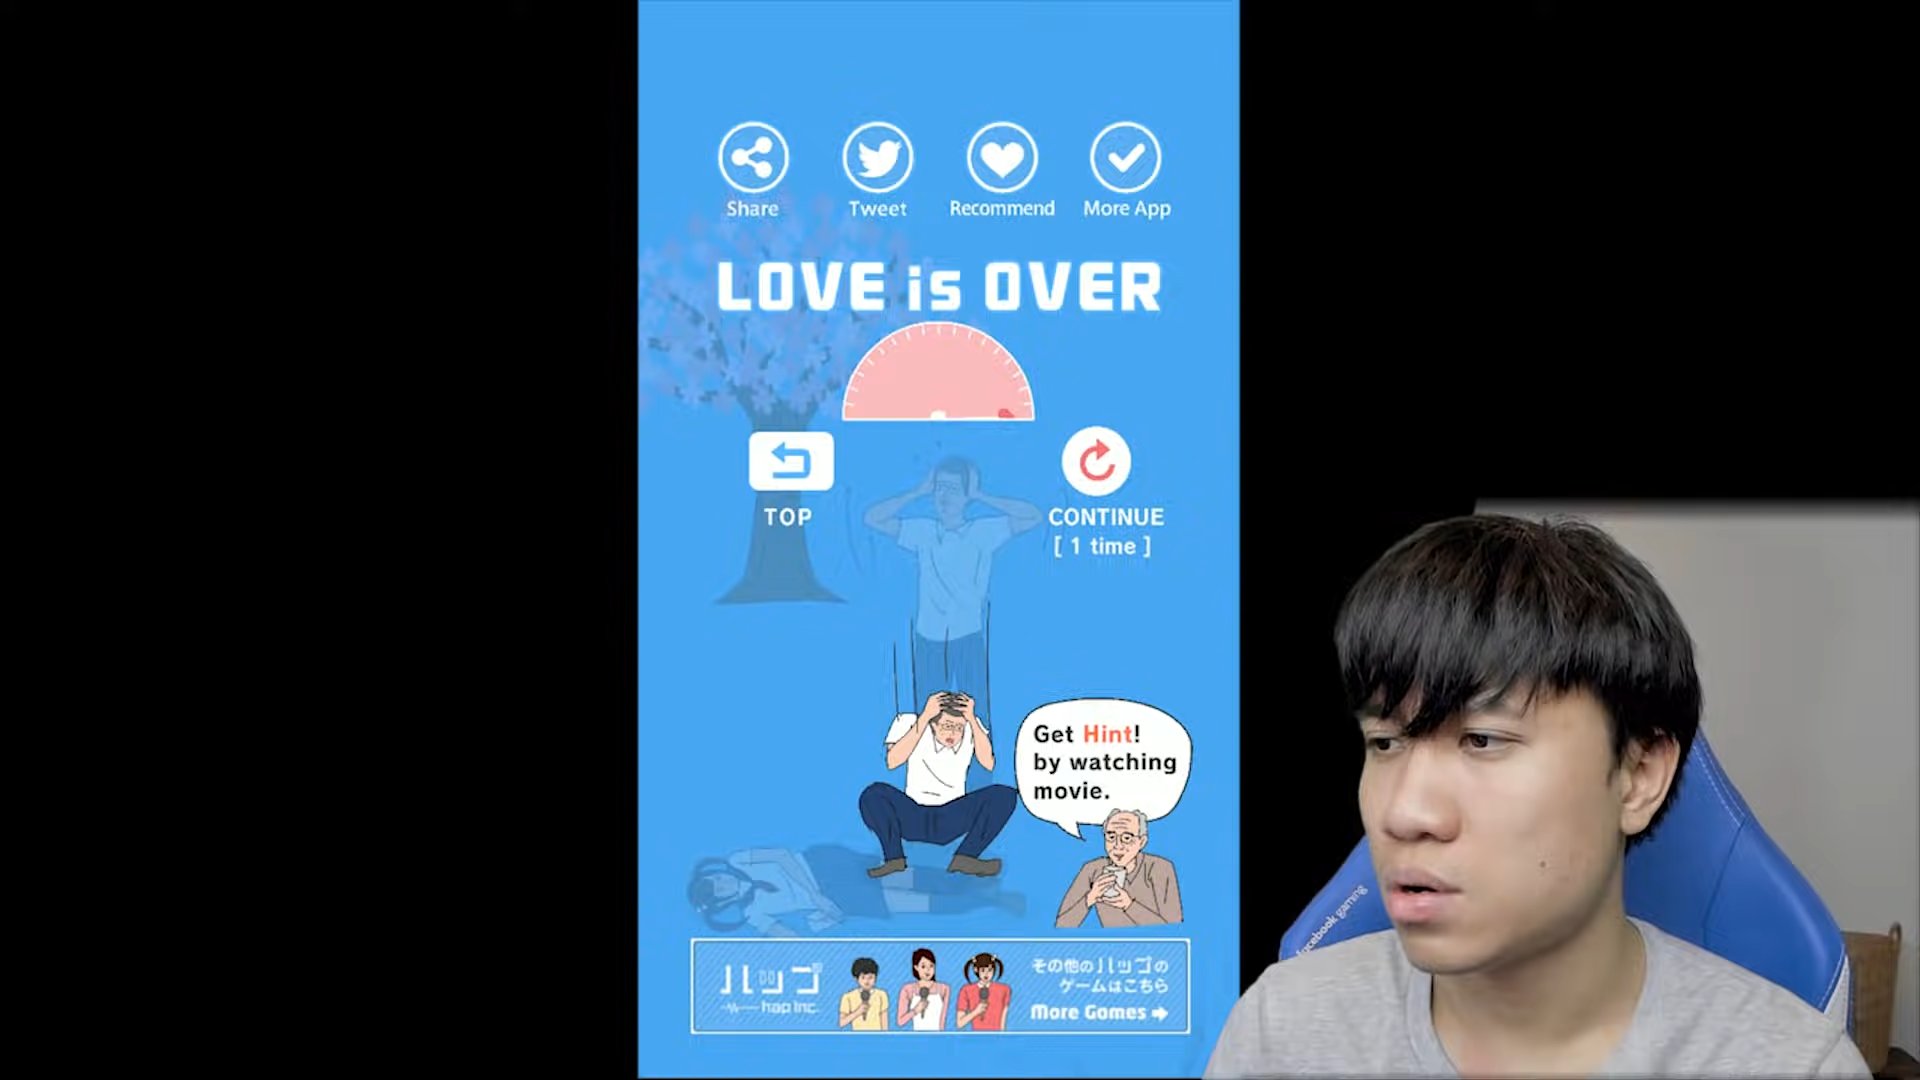 Share
Tweet
Recommend
More App
LOVE is OVER
TOP
CONTINUE
[ 1 time ]
Get Hint!
by watching
movie.
facebook gaming
ハップ
hap Inc.
その他のハップの
ゲームはこちら
More Games